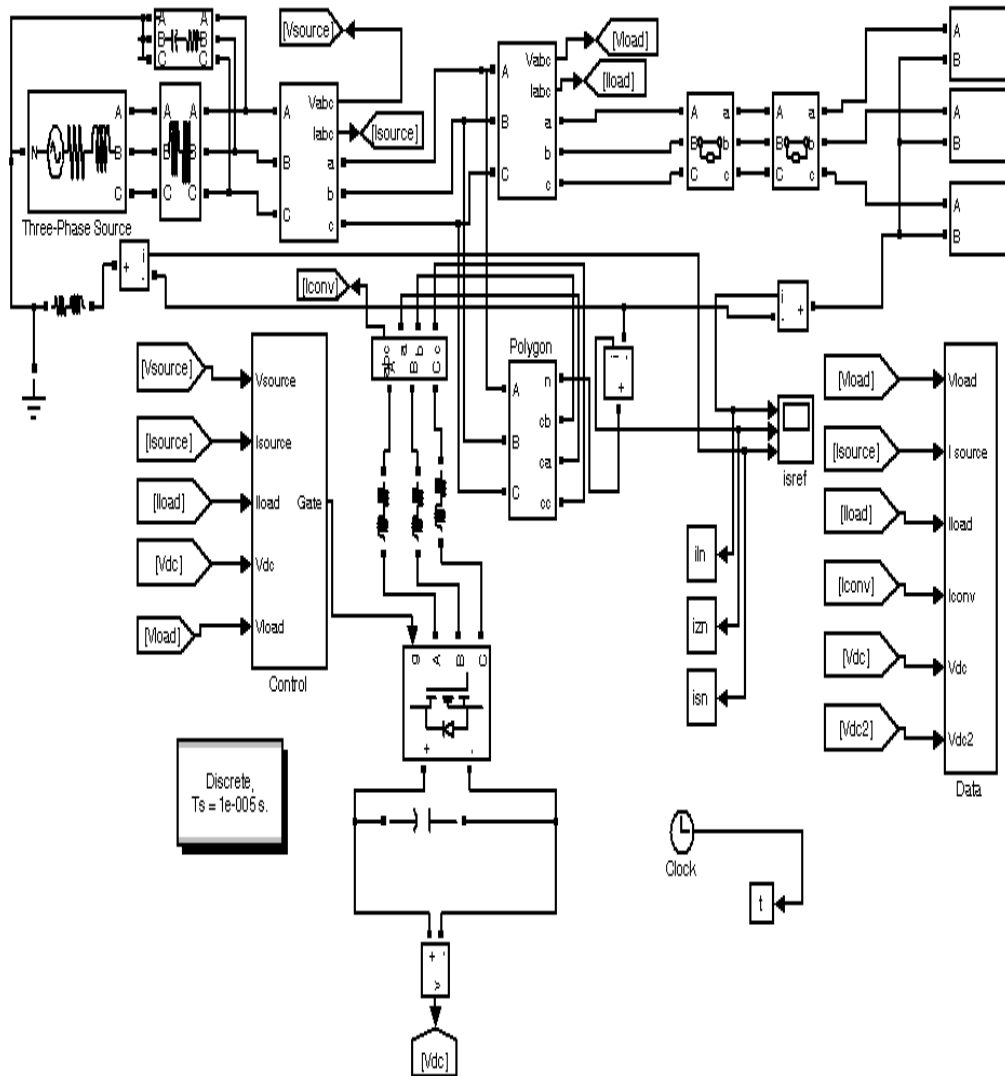 A A
B B
C C
[Vsource]
A Vabc
Iabc
[Isource]
B a
b
C c
Vabc [Vload]
A Iabc [Iload]
a
B
b
C c
A a A a
B b B b
C c C c
A
B
A
B
A
B
N A
B
C
A A
B B
C C
Three-Phase Source
+ i
-
[Iconv]
i
- +
abc
A a B b C c
Polygon
A n
cb
B
ca
C cc
i -
+
[Vsource] Vsource
[Isource] Isource
[Iload] Iload Gate
[Vdc] Vdc
[Vload] Vload
Control
isref
iln
izn
isn
[Vload] Vload
[Isource] I source
[Iload] Iload
[Iconv] Iconv
[Vdc] Vdc
[Vdc2] Vdc2
Data
g A B C
+ -
Discrete,
Ts = 1e-005 s.
Clock
t
+ -
v
[Vdc]